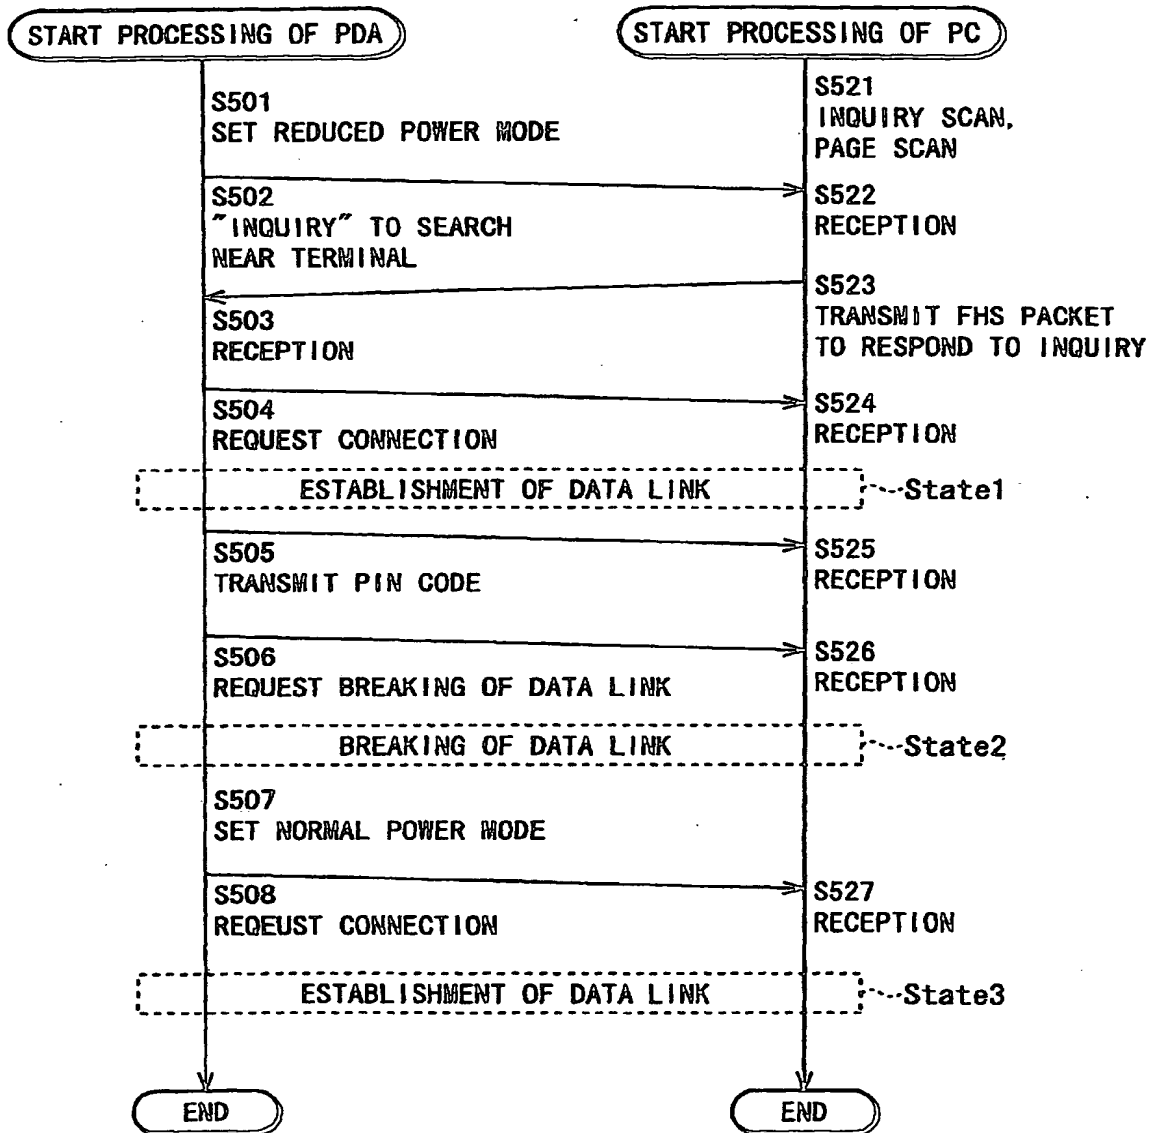 START PROCESSING OF PDA
START PROCESSING OF PC
S501
SET REDUCED POWER MODE
S521
INQUIRY SCAN,
PAGE SCAN
S502
"INQUIRY" TO SEARCH
NEAR TERMINAL
S522
RECEPTION
S503
RECEPTION
S523
TRANSMIT FHS PACKET
TO RESPOND TO INQUIRY
S504
REQUEST CONNECTION
S524
RECEPTION
ESTABLISHMENT OF DATA LINK
State1
S505
TRANSMIT PIN CODE
S525
RECEPTION
S506
REQUEST BREAKING OF DATA LINK
S526
RECEPTION
BREAKING OF DATA LINK
State2
S507
SET NORMAL POWER MODE
S508
REQEUST CONNECTION
S527
RECEPTION
ESTABLISHMENT OF DATA LINK
State3
END
END